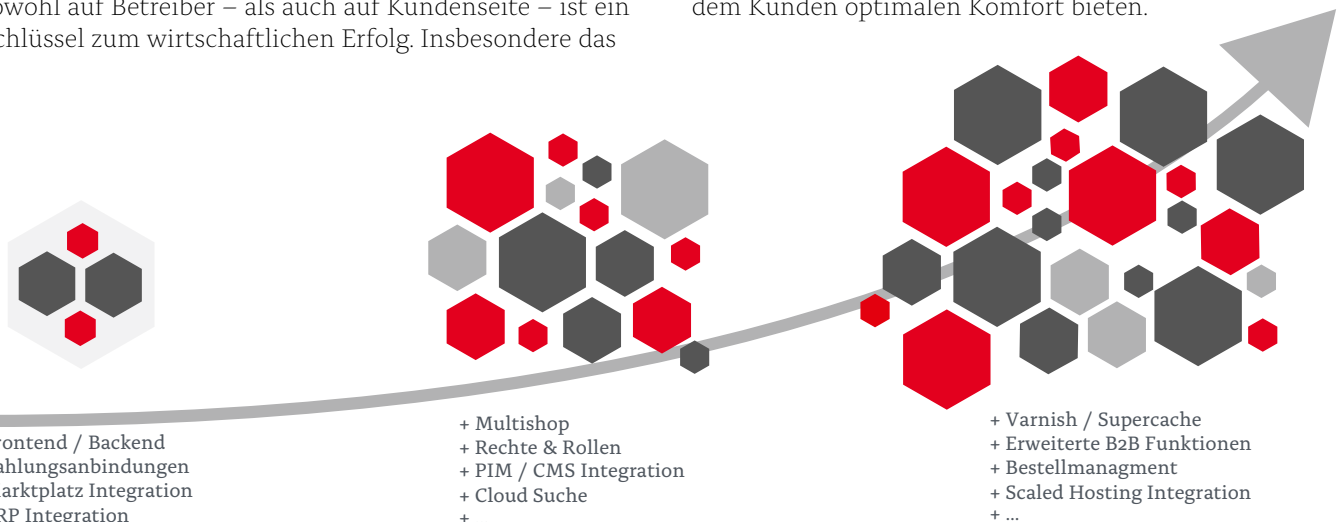 owohl auf Betreiber – als auch auf Kundenseite – ist ein
chlüssel zum wirtschaftlichen Erfolg. Insbesondere das
dem Kunden optimalen Komfort bieten.
rontend / Backend
ahlungsanbindungen
arktplatz Integration
RP Integration
+ Multishop
+ Rechte & Rollen
+ PIM / CMS Integration
+ Cloud Suche
+
+ Varnish / Supercache
+ Erweiterte B2B Funktionen
+ Bestellmanagment
+ Scaled Hosting Integration
+ ...